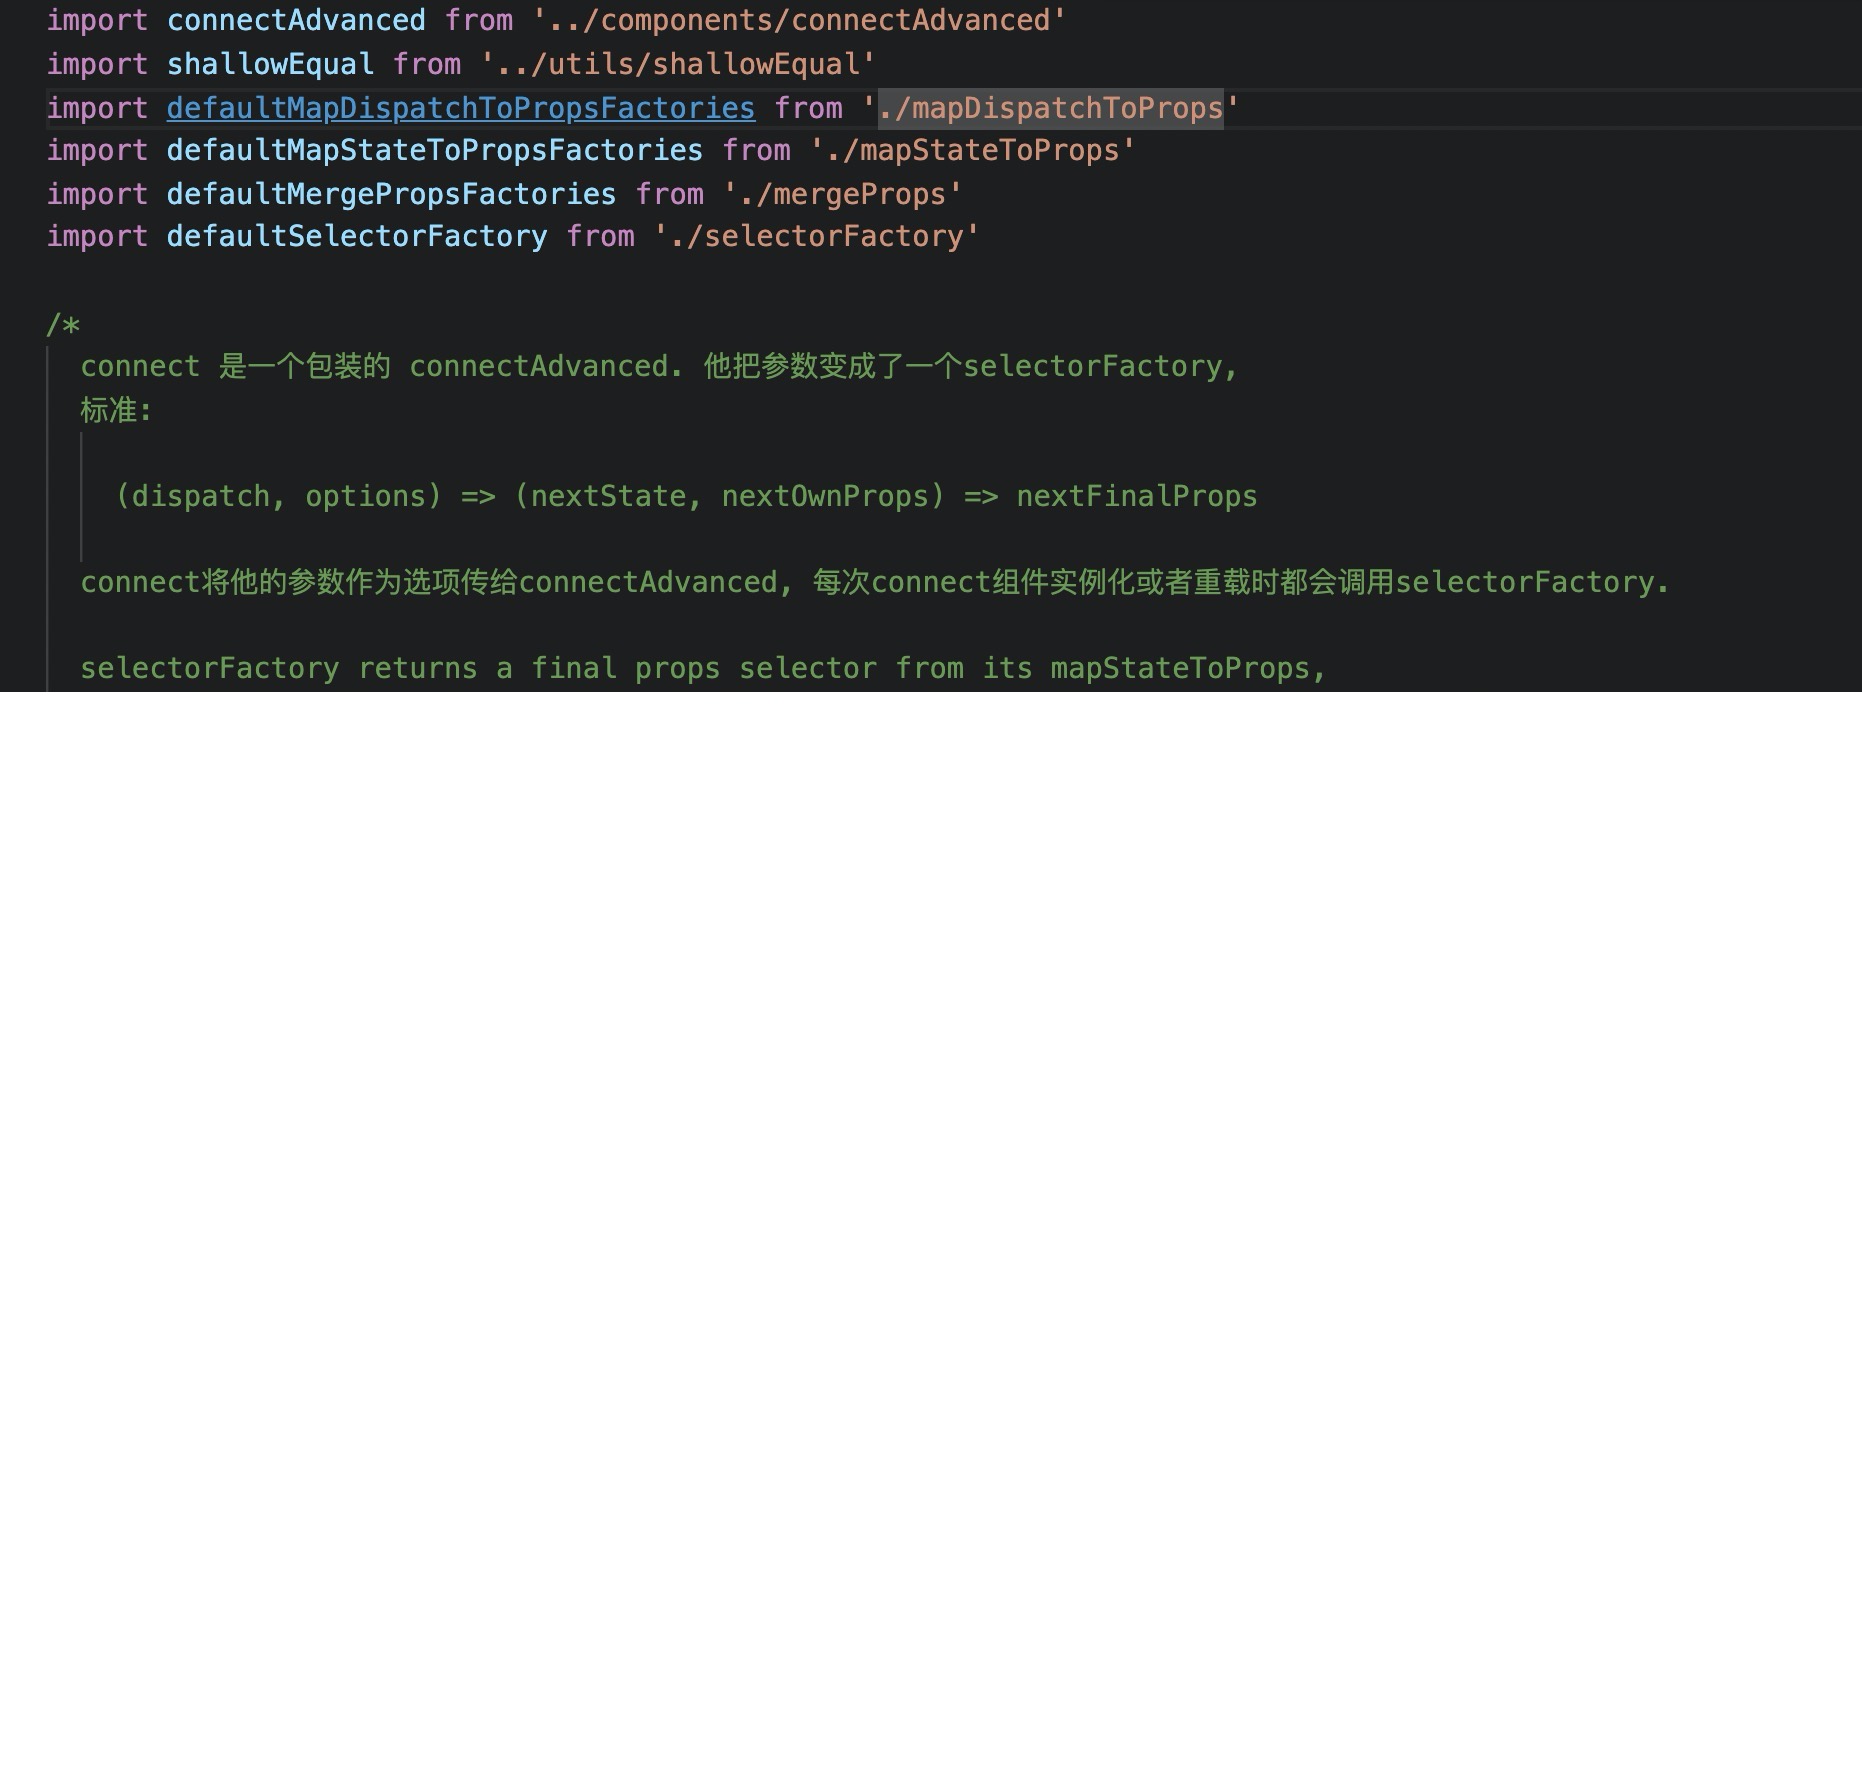 import connectAdvanced from '../components/connectAdvanced'
import shallowEqual from '../utils/shallowEqual'
import defaultMapDispatchToPropsFactories from './mapDispatchToProps'
import defaultMapStateToPropsFactories from './mapStateToProps'
import defaultMergePropsFactories from './mergeProps'
import defaultSelectorFactory from './selectorFactory'
/*
connect 是一个包装的 connectAdvanced. 他把参数变成了一个selectorFactory,
标准:
(dispatch, options) => (nextState, nextOwnProps) => nextFinalProps
connect将他的参数作为选项传给connectAdvanced, 每次connect组件实例化或者重载时都会调用selectorFactory.
selectorFactory returns a final props selector from its mapStateToProps,